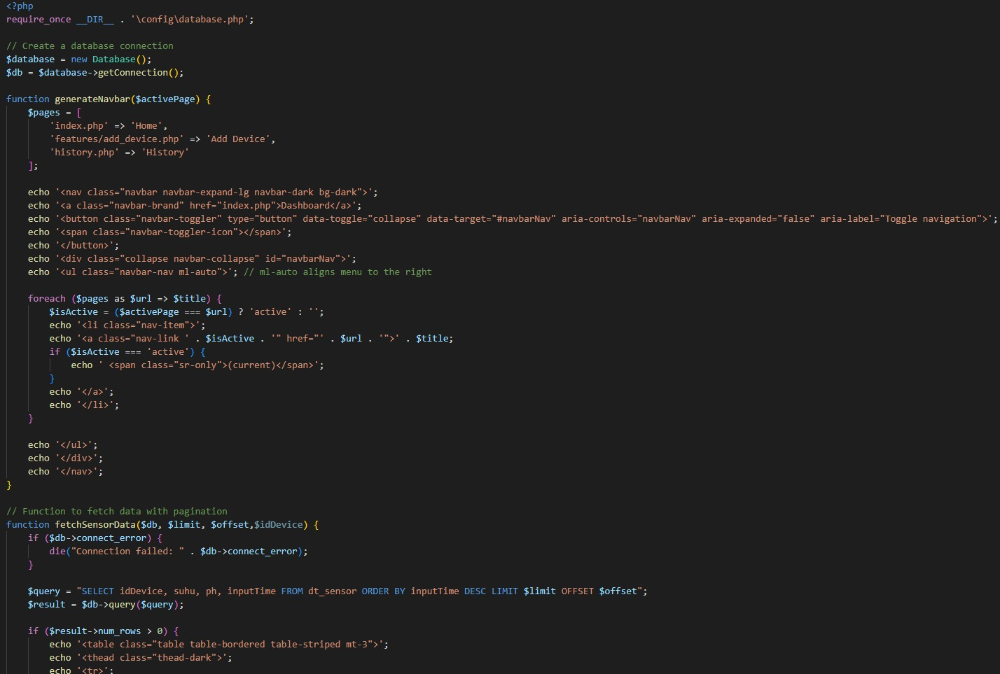 <?php
require_once __DIR__ . '\config\database.php';
// Create a database connection
$database = new Database();
$db = $database->getConnection();
function generateNavbar($activePage) {
    $pages = [
        'index.php' => 'Home',
        'features/add_device.php' => 'Add Device',
        'history.php' => 'History'
    ];
    echo '<nav class="navbar navbar-expand-lg navbar-dark bg-dark">';
    echo '<a class="navbar-brand" href="index.php">Dashboard</a>';
    echo '<button class="navbar-toggler" type="button" data-toggle="collapse" data-target="#navbarNav" aria-controls="navbarNav" aria-expanded="false" aria-label="Toggle navigation">';
    echo '<span class="navbar-toggler-icon"></span>';
    echo '</button>';
    echo '<div class="collapse navbar-collapse" id="navbarNav">';
    echo '<ul class="navbar-nav ml-auto">'; // ml-auto aligns menu to the right
    foreach ($pages as $url => $title) {
        $isActive = ($activePage === $url) ? 'active' : '';
        echo '<li class="nav-item">';
        echo '<a class="nav-link ' . $isActive . '" href="' . $url . '">' . $title;
        if ($isActive === 'active') {
            echo ' <span class="sr-only">(current)</span>';
        }
        echo '</a>';
        echo '</li>';
    }
    echo '</ul>';
    echo '</div>';
    echo '</nav>';
}
// Function to fetch data with pagination
function fetchSensorData($db, $limit, $offset,$idDevice) {
    if ($db->connect_error) {
        die("Connection failed: " . $db->connect_error);
    }
    $query = "SELECT idDevice, suhu, ph, inputTime FROM dt_sensor ORDER BY inputTime DESC LIMIT $limit OFFSET $offset";
    $result = $db->query($query);
    if ($result->num_rows > 0) {
        echo '<table class="table table-bordered table-striped mt-3">';
        echo '<thead class="thead-dark">';
        echo '<tr>';